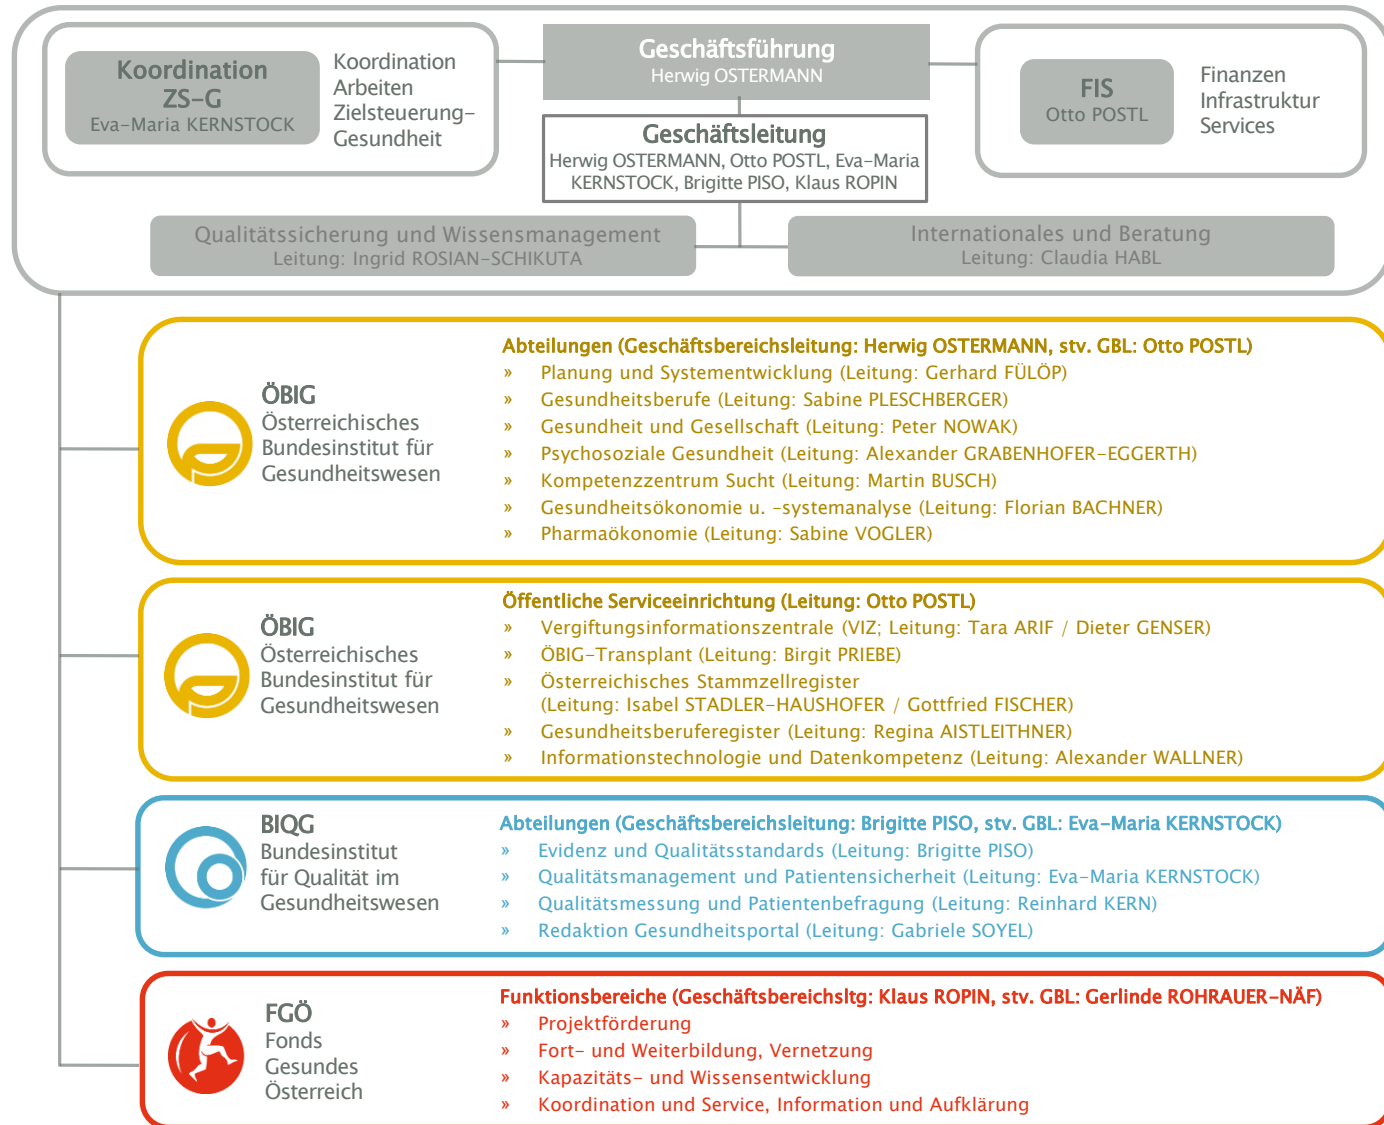 Koordination
ZS-G
Eva-Maria KERNSTOCK
Koordination
Arbeiten
Zielsteuerung-
Gesundheit
Geschäftsführung
Herwig OSTERMANN
FIS
Otto POSTL
Finanzen
Infrastruktur
Services
Geschäftsleitung
Herwig OSTERMANN, Otto POSTL, Eva-Maria
KERNSTOCK, Brigitte PISO, Klaus ROPIN
Qualitätssicherung und Wissensmanagement
Leitung: Ingrid ROSIAN-SCHIKUTA
Internationales und Beratung
Leitung: Claudia HABL
ÖBIG
Österreichisches
Bundesinstitut für
Gesundheitswesen
Abteilungen (Geschäftsbereichsleitung: Herwig OSTERMANN, stv. GBL: Otto POSTL)
» Planung und Systementwicklung (Leitung: Gerhard FÜLÖP)
» Gesundheitsberufe (Leitung: Sabine PLESCHBERGER)
» Gesundheit und Gesellschaft (Leitung: Peter NOWAK)
» Psychosoziale Gesundheit (Leitung: Alexander GRABENHOFER-EGGERTH)
» Kompetenzzentrum Sucht (Leitung: Martin BUSCH)
» Gesundheitsökonomie u. -systemanalyse (Leitung: Florian BACHNER)
» Pharmaökonomie (Leitung: Sabine VOGLER)
ÖBIG
Österreichisches
Bundesinstitut für
Gesundheitswesen
Öffentliche Serviceeinrichtung (Leitung: Otto POSTL)
» Vergiftungsinformationszentrale (VIZ; Leitung: Tara ARIF / Dieter GENSER)
» ÖBIG-Transplant (Leitung: Birgit PRIEBE)
» Österreichisches Stammzellregister
(Leitung: Isabel STADLER-HAUSHOFER / Gottfried FISCHER)
» Gesundheitsberuferegister (Leitung: Regina AISTLEITHNER)
» Informationstechnologie und Datenkompetenz (Leitung: Alexander WALLNER)
BIQG
Bundesinstitut
für Qualität im
Gesundheitswesen
Abteilungen (Geschäftsbereichsleitung: Brigitte PISO, stv. GBL: Eva-Maria KERNSTOCK)
» Evidenz und Qualitätsstandards (Leitung: Brigitte PISO)
» Qualitätsmanagement und Patientensicherheit (Leitung: Eva-Maria KERNSTOCK)
» Qualitätsmessung und Patientenbefragung (Leitung: Reinhard KERN)
» Redaktion Gesundheitsportal (Leitung: Gabriele SOYEL)
FGÖ
Fonds
Gesundes
Österreich
Funktionsbereiche (Geschäftsbereichsltg: Klaus ROPIN, stv. GBL: Gerlinde ROHRAUER-NÄF)
» Projektförderung
» Fort- und Weiterbildung, Vernetzung
» Kapazitäts- und Wissensentwicklung
» Koordination und Service, Information und Aufklärung